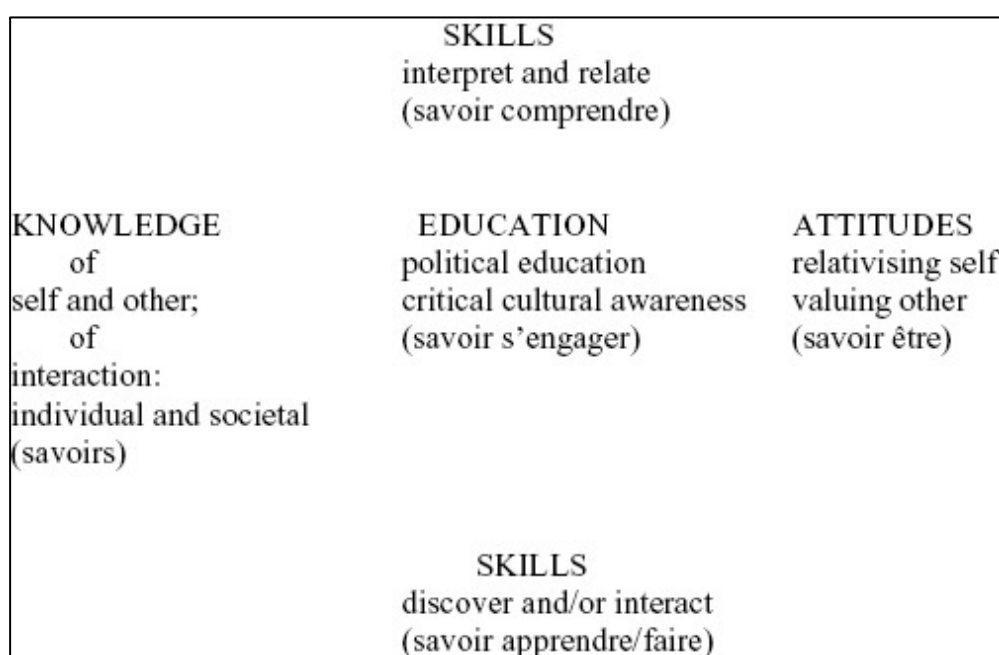 SKILLS
interpret and relate
(savoir comprendre)
KNOWLEDGE
of
self and other;
of
interaction:
individual and societal
(savoirs)
EDUCATION
political education
critical cultural awareness
(savoir s’engager)
ATTITUDES
relativising self
valuing other
(savoir être)
SKILLS
discover and/or interact
(savoir apprendre/faire)